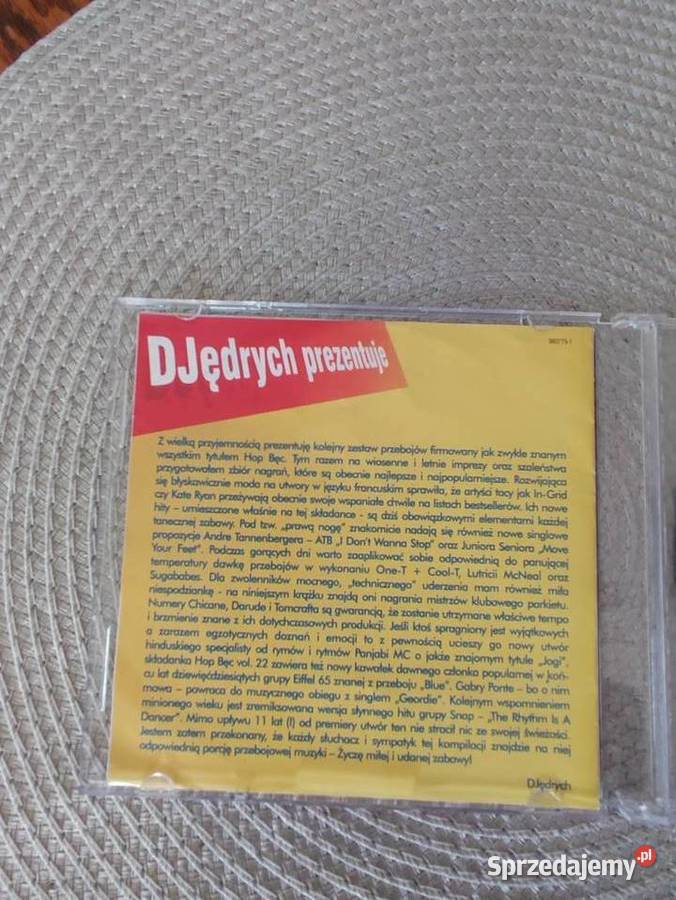 DJędrych prezentuje
Z wielką przyjemnością prezentuję kolejny zestaw przebojów firmowany jak zwykle znanym
wszystkim tytułem Hop Bęc. Tym razem na wiosenne i letnie imprezy oraz szaleństwa
przygotowałem zbiór nagrań, które są obecnie najlepsze i najpopularniejsze. Rozwijająca
się błyskawicznie moda na utwory w języku francuskim sprawiła, że artyści tacy jak In-Grid
czy Kate Ryan przeżywają obecnie swoje wspaniałe chwile na listach bestsellerów. Ich nowe
hity – umieszczone właśnie na tej składance - są dziś obowiązkowymi elementami każdej
tanecznej zabawy. Pod tzw. „prawą nogę” znakomicie nadają się również nowe singlowe
propozycje Andre Tannenbergera – ATB „I Don't Wanna Stop” oraz Juniora Seniora „Move
Your Feet”. Podczas gorących dni warto zaaplikować sobie odpowiednią do panującej
temperatury dawkę przebojów w wykonaniu One-T + Cool-T, Lutricii McNeal oraz
Sugababes. Dla zwolenników mocnego, „technicznego” uderzenia mam również miłą
niespodziankę - na niniejszym krążku znajdą oni nagrania mistrzów klubowego parkietu.
Numery Chicane, Darude i Tomcrafta są gwarancją, że zostanie utrzymane właściwe tempo
i brzmienie znane z ich dotychczasowych produkcji. Jeśli ktoś spragniony jest wyjątkowych
a zarazem egzotycznych doznań i emocji to z pewnością ucieszy go nowy utwór
hinduskiego specjalisty od rymów i rytmów Panjabi MC o jakże znajomym tytule „Jogi”.
składanka Hop Bęc vol. 22 zawiera też nowy kawałek dawnego członka popularnej w koń-
cu lat dziewięćdziesiątych grupy Eiffel 65 znanej z przeboju „Blue”. Gabry Ponte – bo o nim
mowa – powraca do muzycznego obiegu z singlem „Geordie”. Kolejnym wspomnieniem
minionego wieku jest zremiksowana wersja słynnego hitu grupy Snap – „The Rhythm Is A
Dancer”. Mimo upływu 11 lat (!) od premiery utwór ten nie stracił nic ze swojej świeżości.
Jestem zatem przekonany, że każdy słuchacz i sympatyk tej kompilacji znajdzie na niej
odpowiednią porcję przebojowej muzyki – Życzę miłej i udanej zabawy!
DJędrych
Sprzedajemy.pl